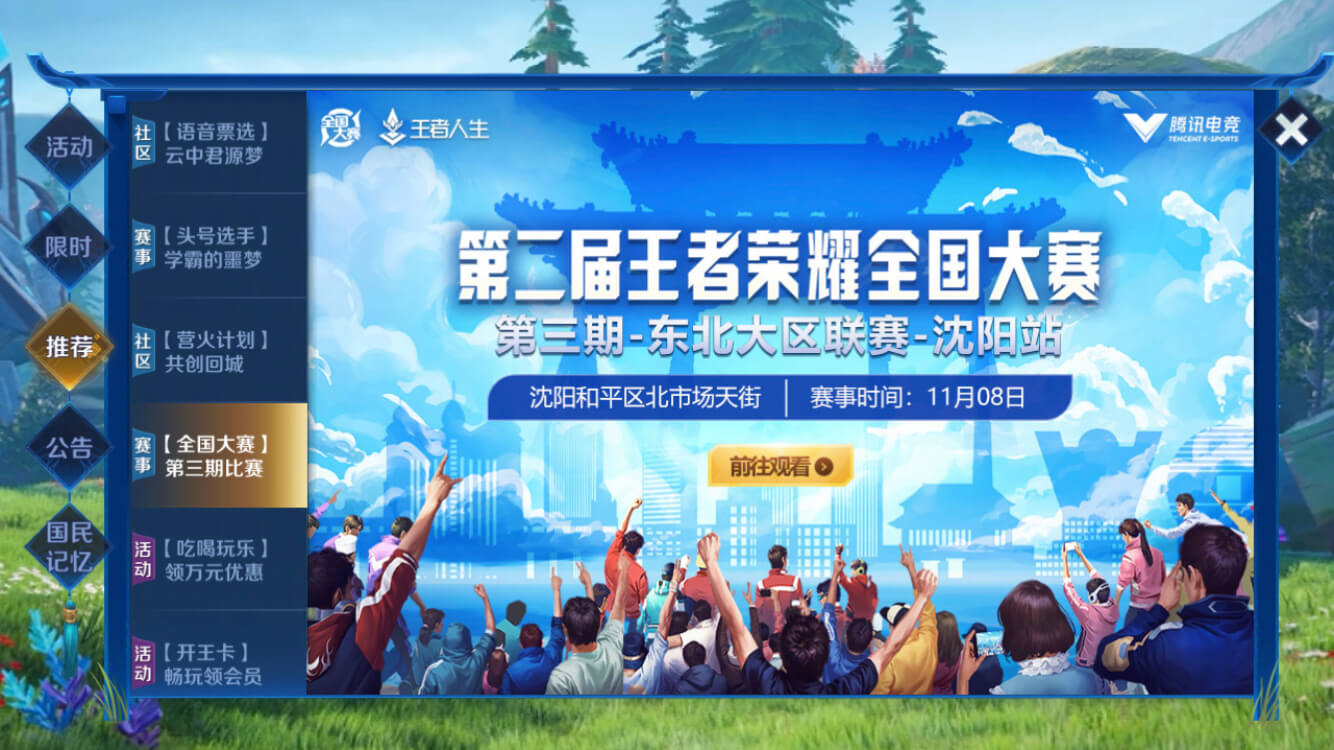 活动
限时
推荐
公告
国民
记忆
社区
【语音票选】
云中君源梦
赛事
【头号选手】
学霸的噩梦
社区
【营火计划】
共创回城
赛事
【全国大赛】
第三期比赛
活动
【吃喝玩乐】
领万元优惠
活动
【开王卡】
畅玩领会员
全国
大赛
王者人生
腾讯电竞
TENCENT E-SPORTS
第二届王者荣耀全国大赛
第三期-东北大区联赛-沈阳站
沈阳和平区北市场天街 | 赛事时间：11月08日
前往观看